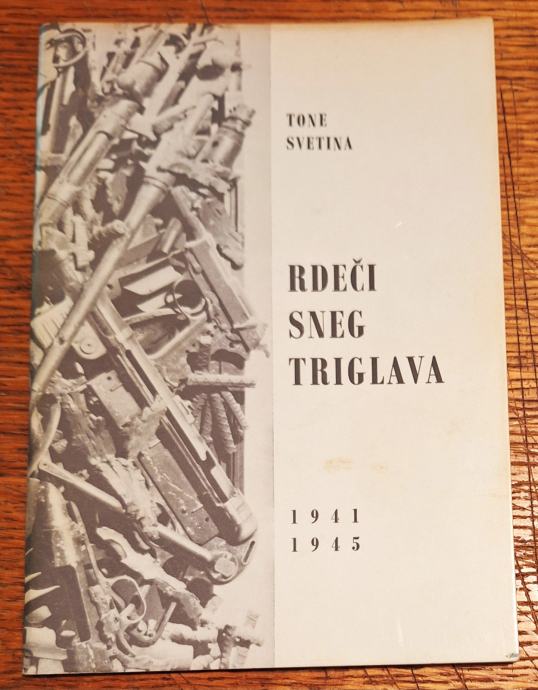 TONE
SVETINA
RDEČI
SNEG
TRIGLAVA
1941
1945